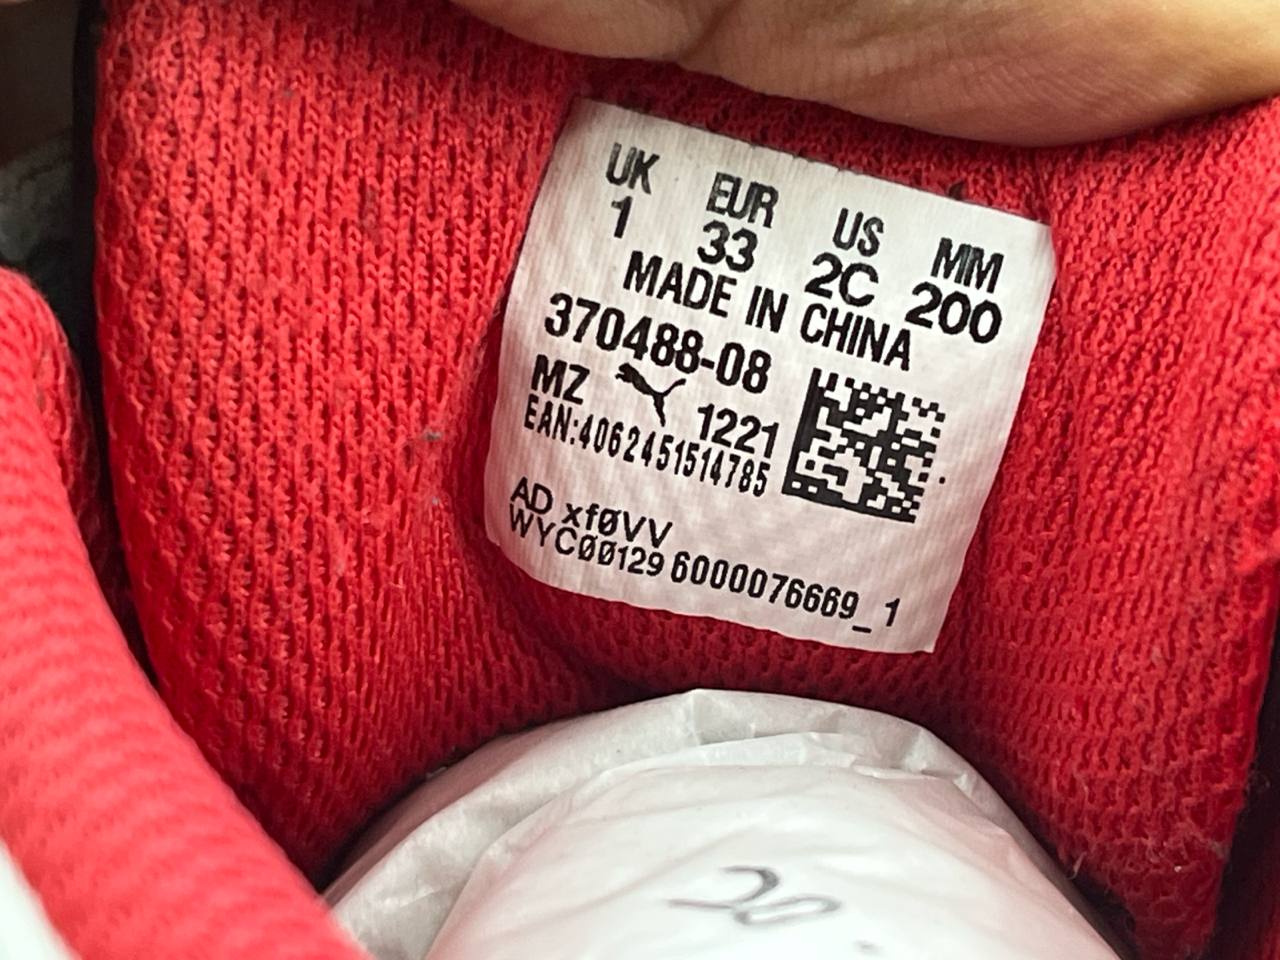 UK EUR US MM
1 33 2C 200
MADE IN CHINA
370488-08
MZ 1221
EAN:4062451514785
AD xføVV
WYCØØ129 6000076669_1
20